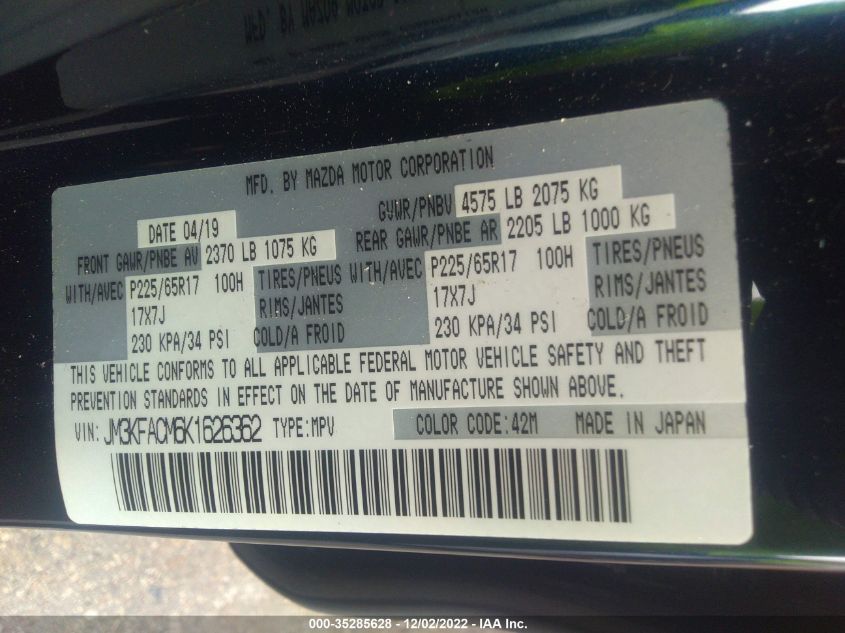 MFD. BY MAZDA MOTOR CORPORATION
DATE 04/19
GVWR/PNBV 4575 LB 2075 KG
FRONT GAWR/PNBE AV 2370 LB 1075 KG
REAR GAWR/PNBE AR 2205 LB 1000 KG
WITH/AVEC P225/65R17 100H TIRES/PNEUS WITH/AVEC P225/65R17 100H TIRES/PNEUS
17X7J RIMS/JANTES 17X7J RIMS/JANTES
230 KPA/34 PSI COLD/A FROID 230 KPA/34 PSI COLD/A FROID
THIS VEHICLE CONFORMS TO ALL APPLICABLE FEDERAL MOTOR VEHICLE SAFETY AND THEFT
PREVENTION STANDARDS IN EFFECT ON THE DATE OF MANUFACTURE SHOWN ABOVE.
VIN: JM3KFACM6K1626362 TYPE:MPV COLOR CODE:42M MADE IN JAPAN
000-35285628 - 12/02/2022 - IAA Inc.